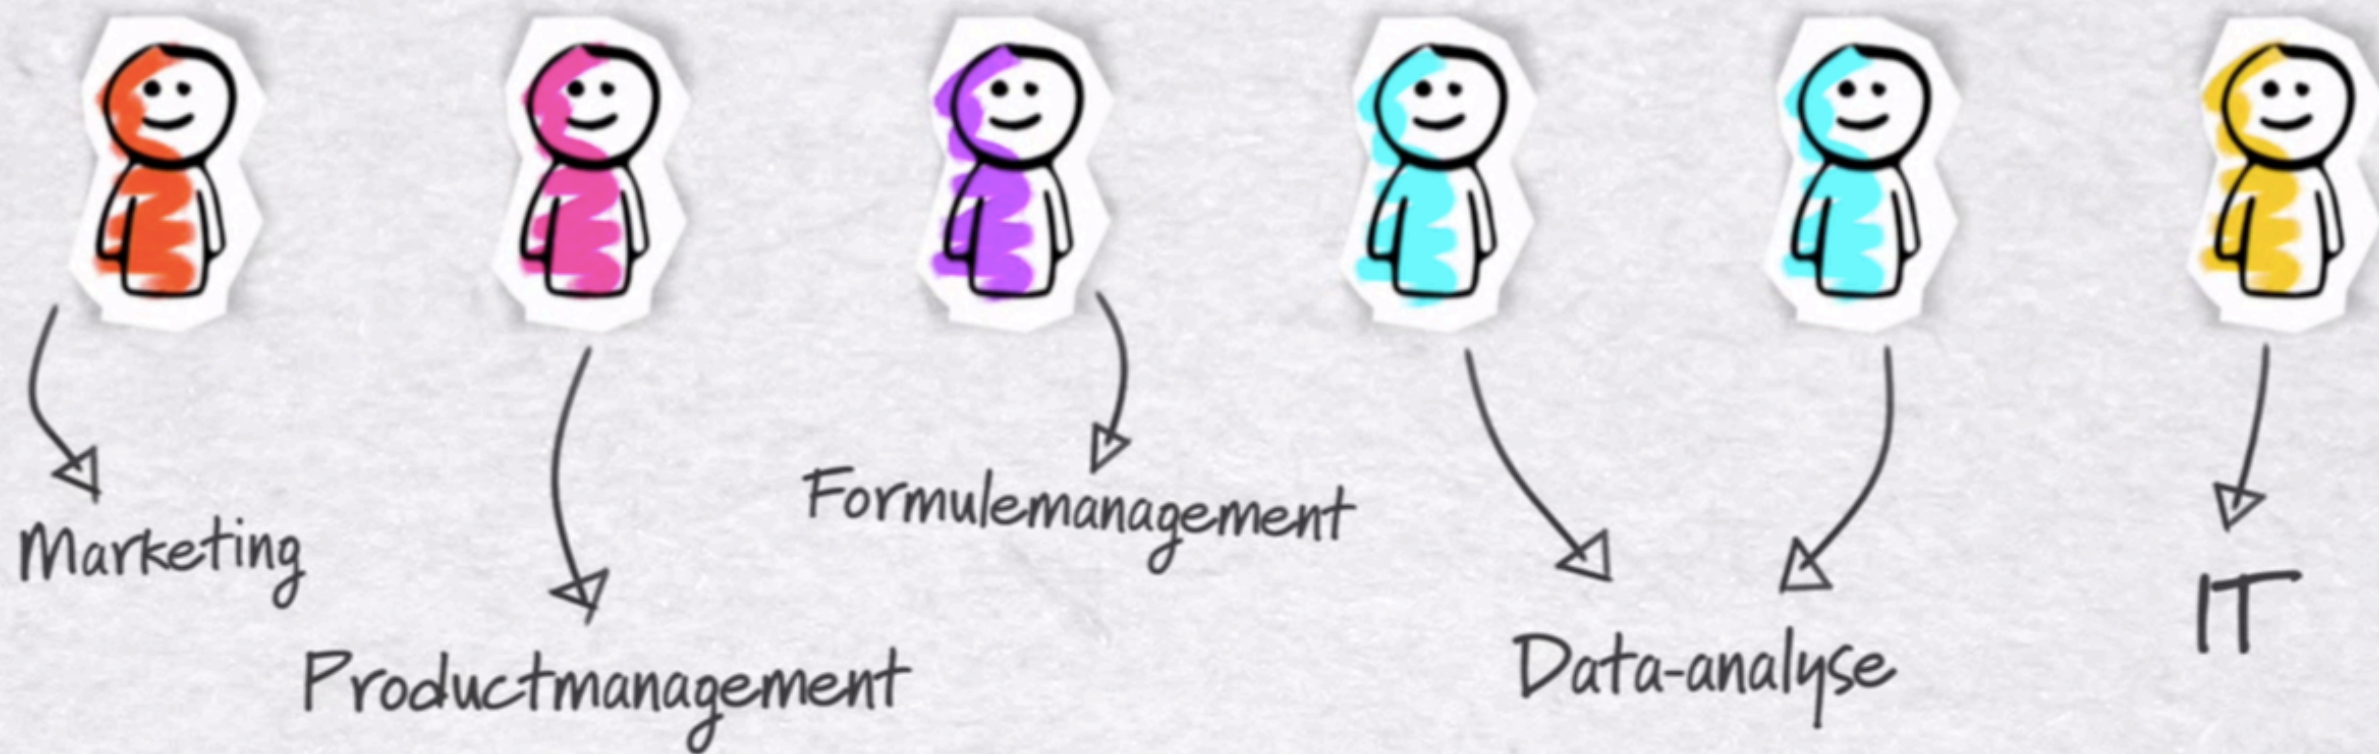 Marketing
Productmanagement
Formulemanagement
Data-analyse
IT